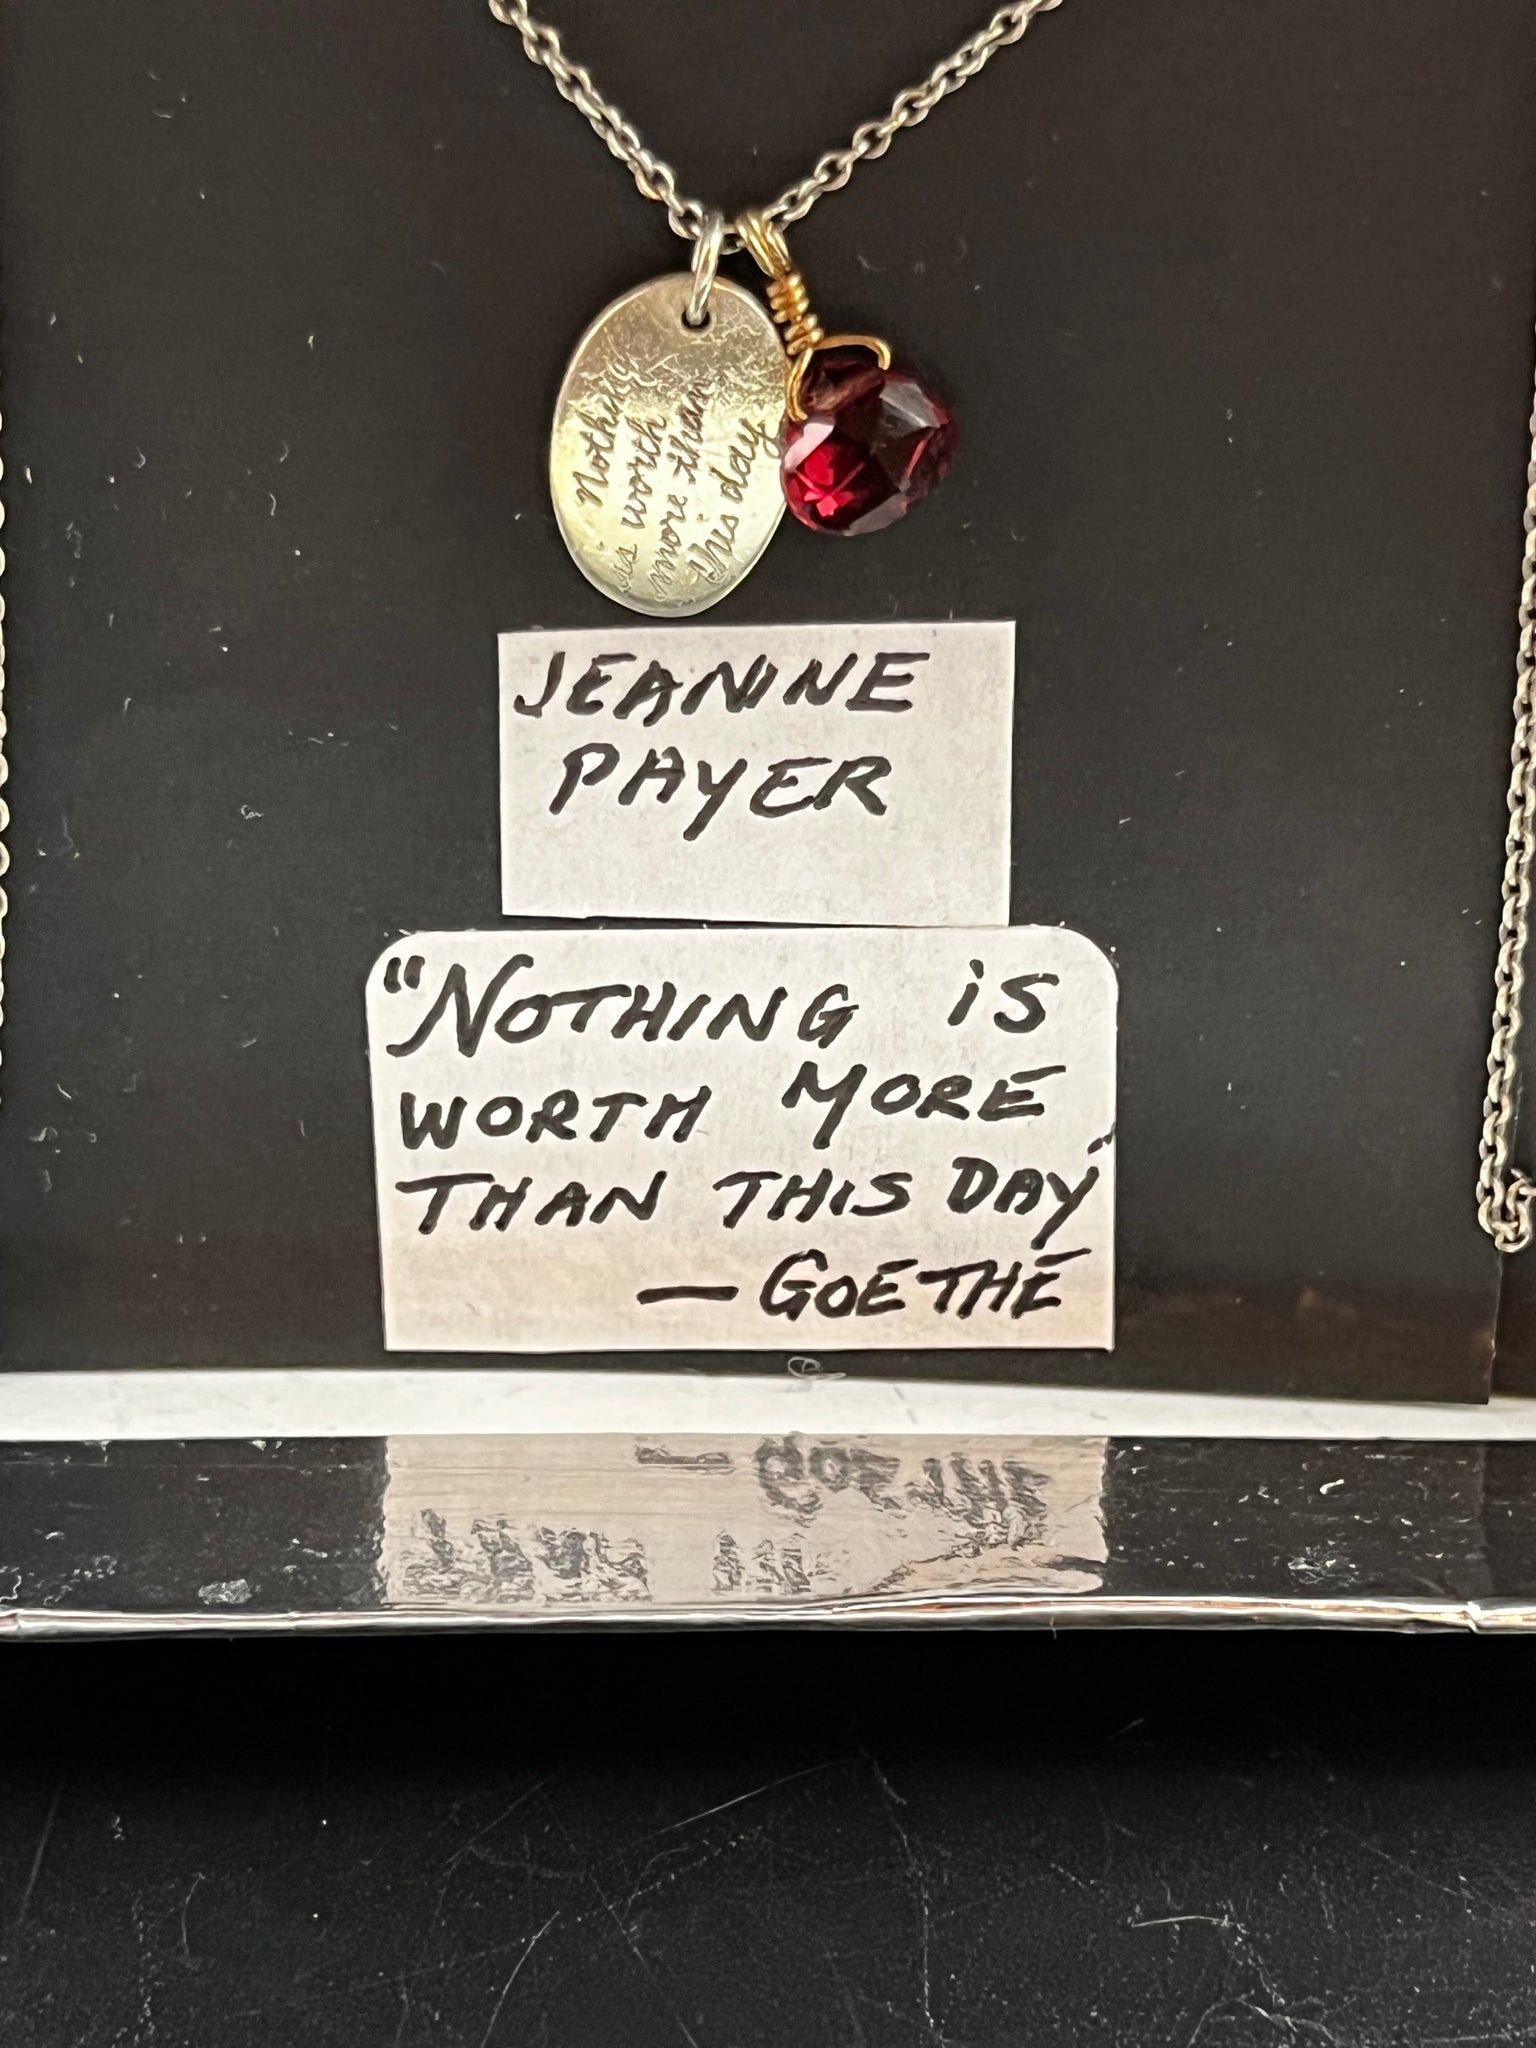 Nothing
is worth
more than
this day.
JEANINE
PAYER
"NOTHING iS
WORTH MORE
THAN THIS DAY"
— GOETHE